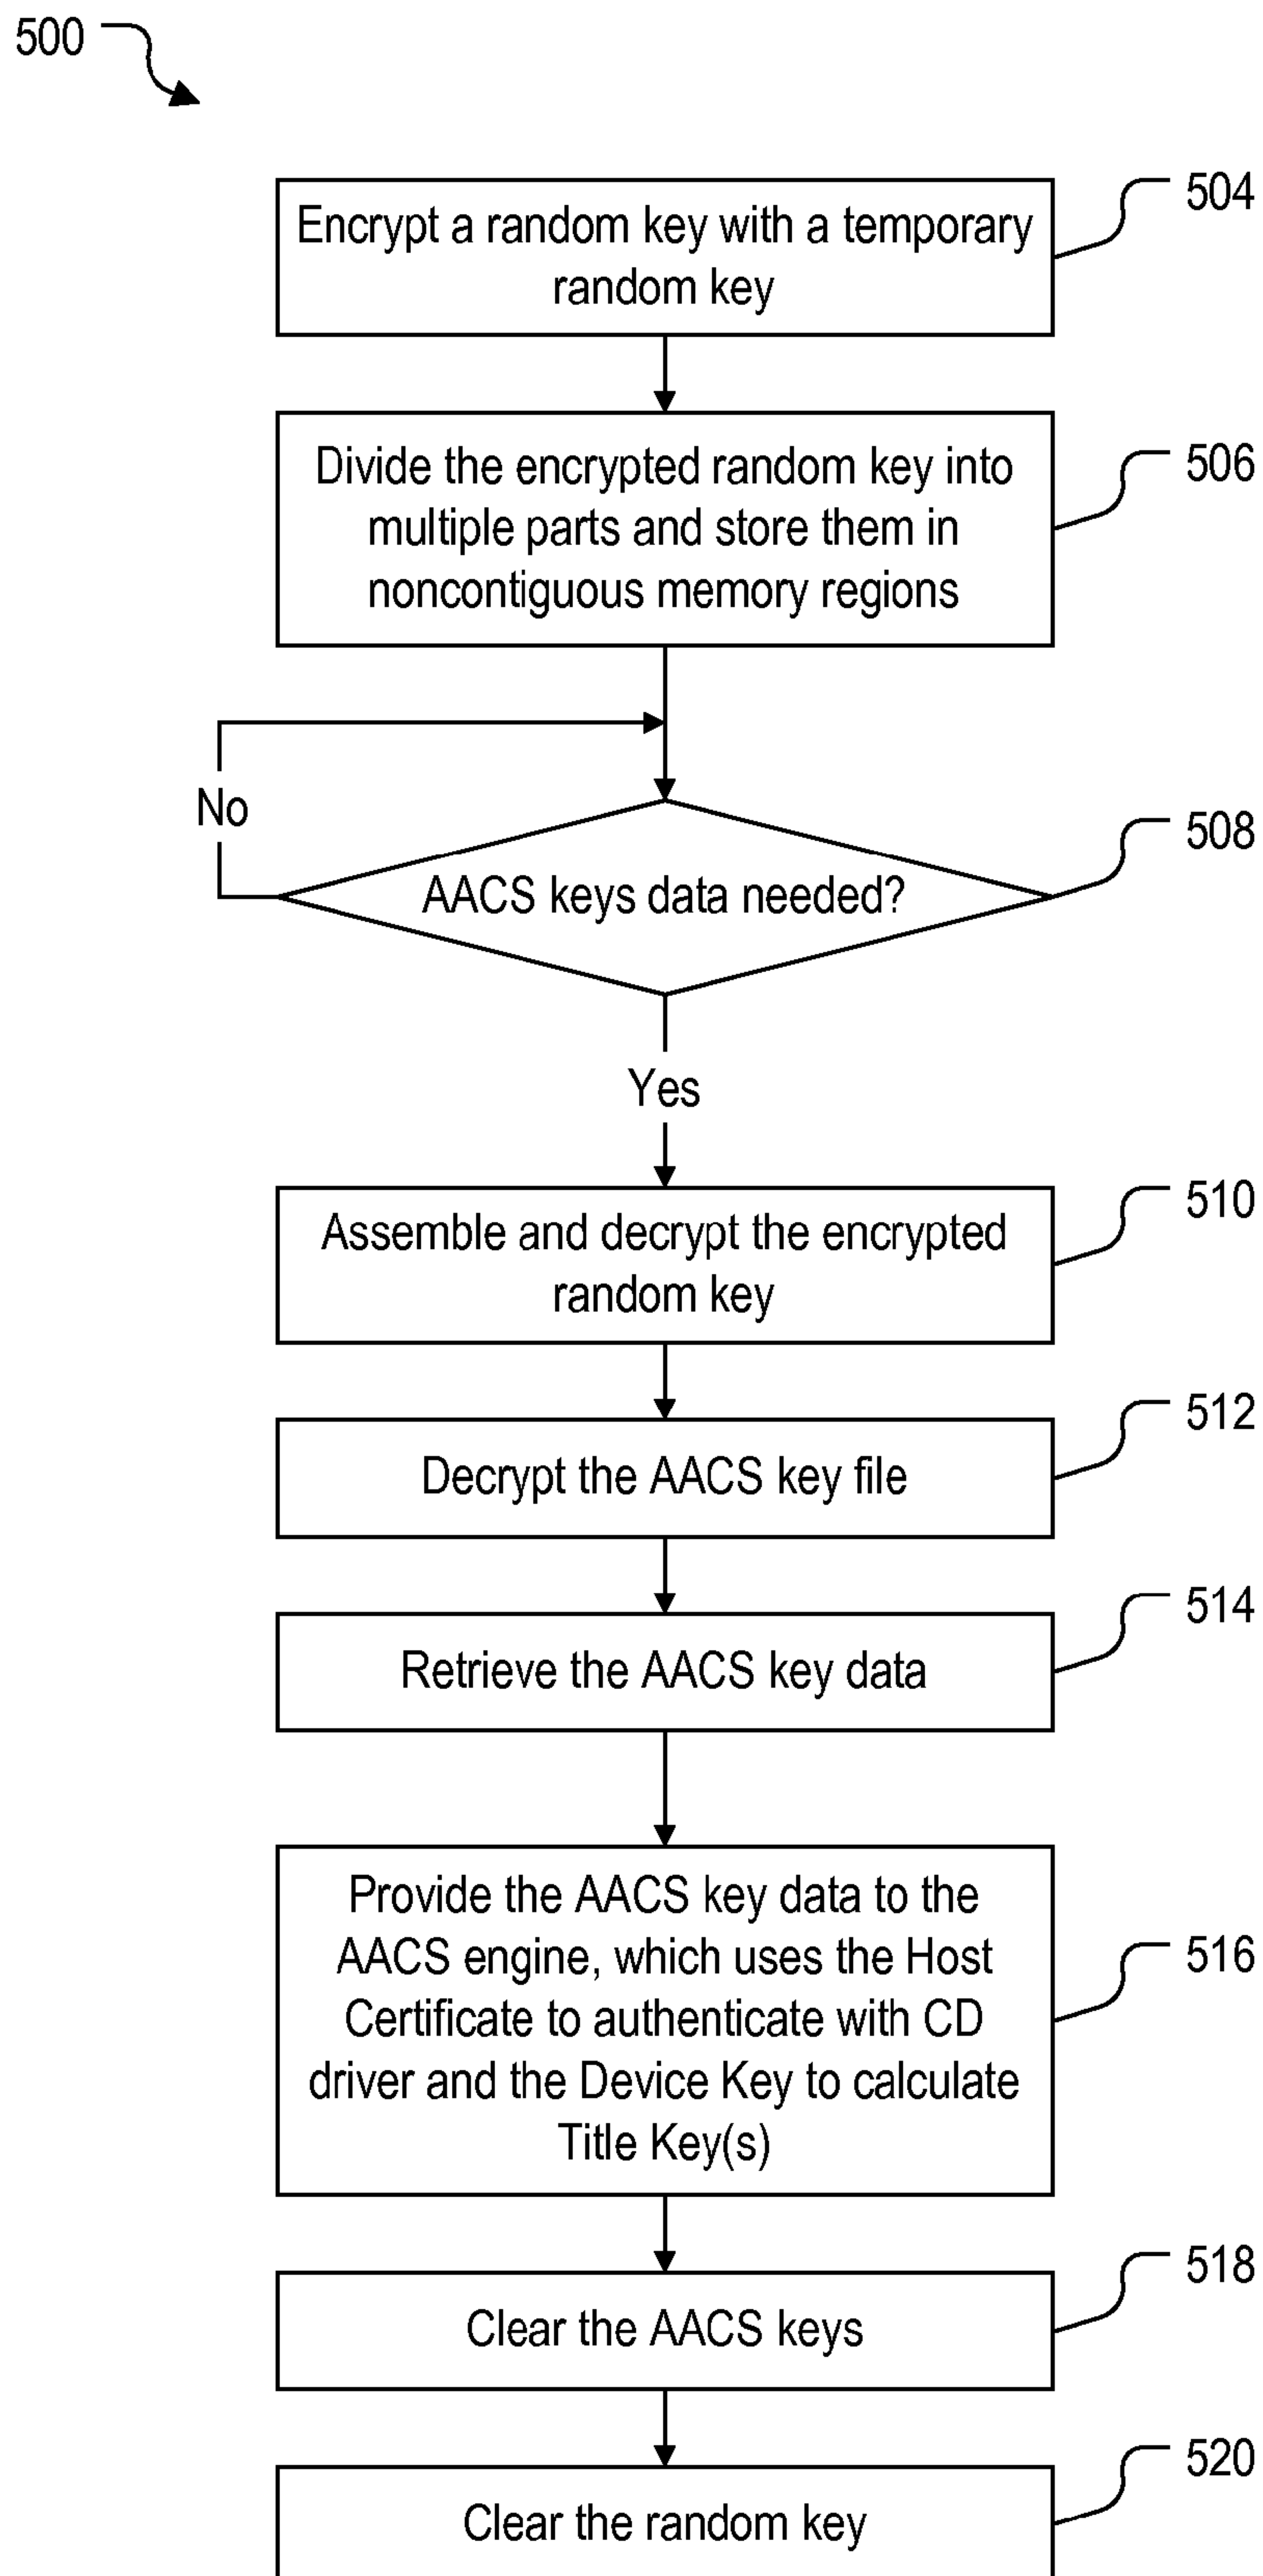 500
504
Encrypt a random key with a temporary
random key
506
Divide the encrypted random key into
multiple parts and store them in
noncontiguous memory regions
No
508
AACS keys data needed?
Yes
510
Assemble and decrypt the encrypted
random key
512
Decrypt the AACS key file
514
Retrieve the AACS key data
516
Provide the AACS key data to the
AACS engine, which uses the Host
Certificate to authenticate with CD
driver and the Device Key to calculate
Title Key(s)
518
Clear the AACS keys
520
Clear the random key